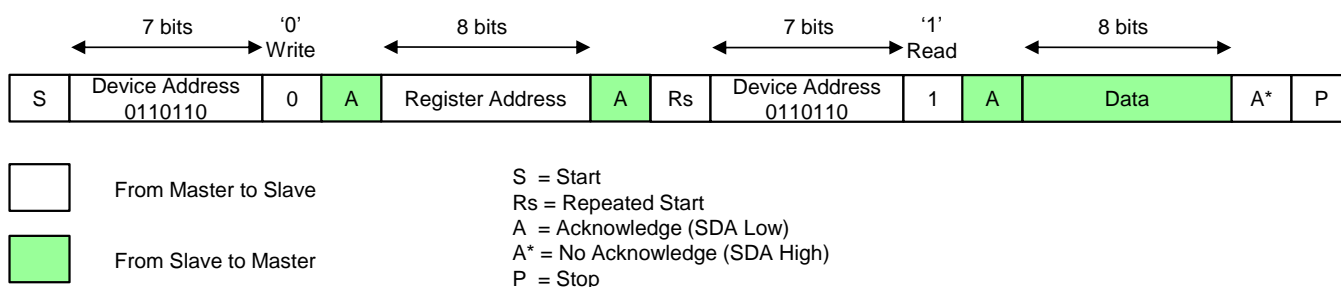 7 bits ‘0’ 8 bits 7 bits ‘1’ 8 bits
Write Read
S Device Address 0 A Register Address A Rs Device Address 1 A Data A* P
0110110 0110110
From Master to Slave
From Slave to Master
S = Start
Rs = Repeated Start
A = Acknowledge (SDA Low)
A* = No Acknowledge (SDA High)
P = Stop